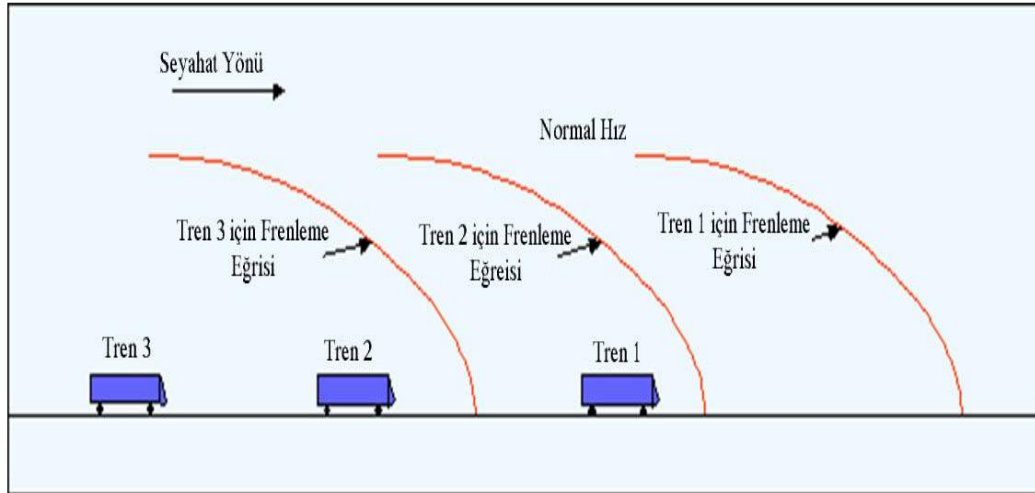 Seyahat Yönü
Normal Hız
Tren 3 için Frenleme
Eğrisi
Tren 2 için Frenleme
Eğreisi
Tren 1 için Frenleme
Eğrisi
Tren 3
Tren 2
Tren 1